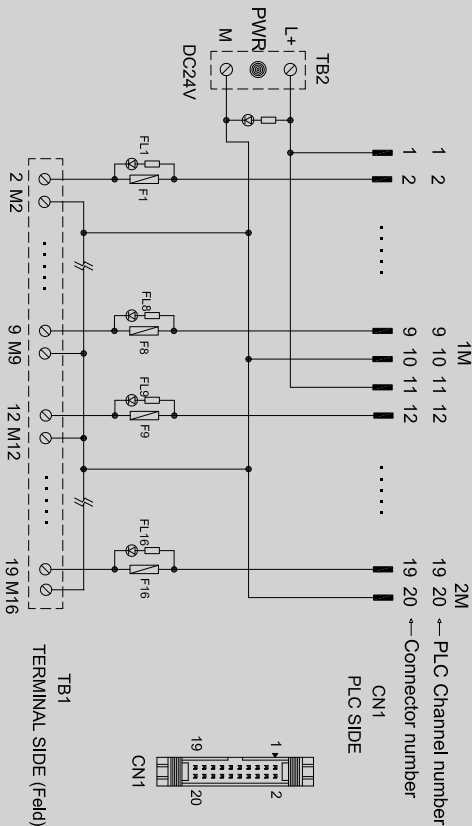 1M
2M
1 2 9 10 11 12 19 20 ← PLC Channel number
1 2 9 10 11 12 19 20 ← Connector number
CN1
PLC SIDE
TB2
L+
PWR
M
DC24V
FL1
F1
FL8
F8
FL9
F9
FL16
F16
2 M2 9 M9 12 M12 19 M16
TB1
TERMINAL SIDE (Feld)
1 2
19 20
CN1